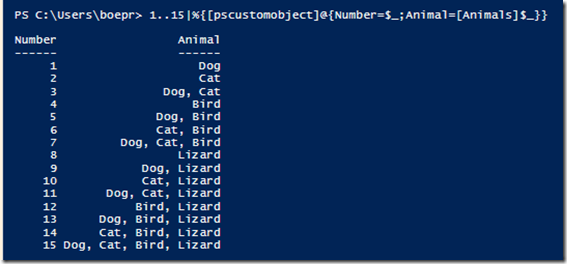 PS C:\Users\boepr> 1..15|%{[pscustomobject]@{Number=$_;Animal=[Animals]$_}}
Number Animal
------ ------
1 Dog
2 Cat
3 Dog, Cat
4 Bird
5 Dog, Bird
6 Cat, Bird
7 Dog, Cat, Bird
8 Lizard
9 Dog, Lizard
10 Cat, Lizard
11 Dog, Cat, Lizard
12 Bird, Lizard
13 Dog, Bird, Lizard
14 Cat, Bird, Lizard
15 Dog, Cat, Bird, Lizard